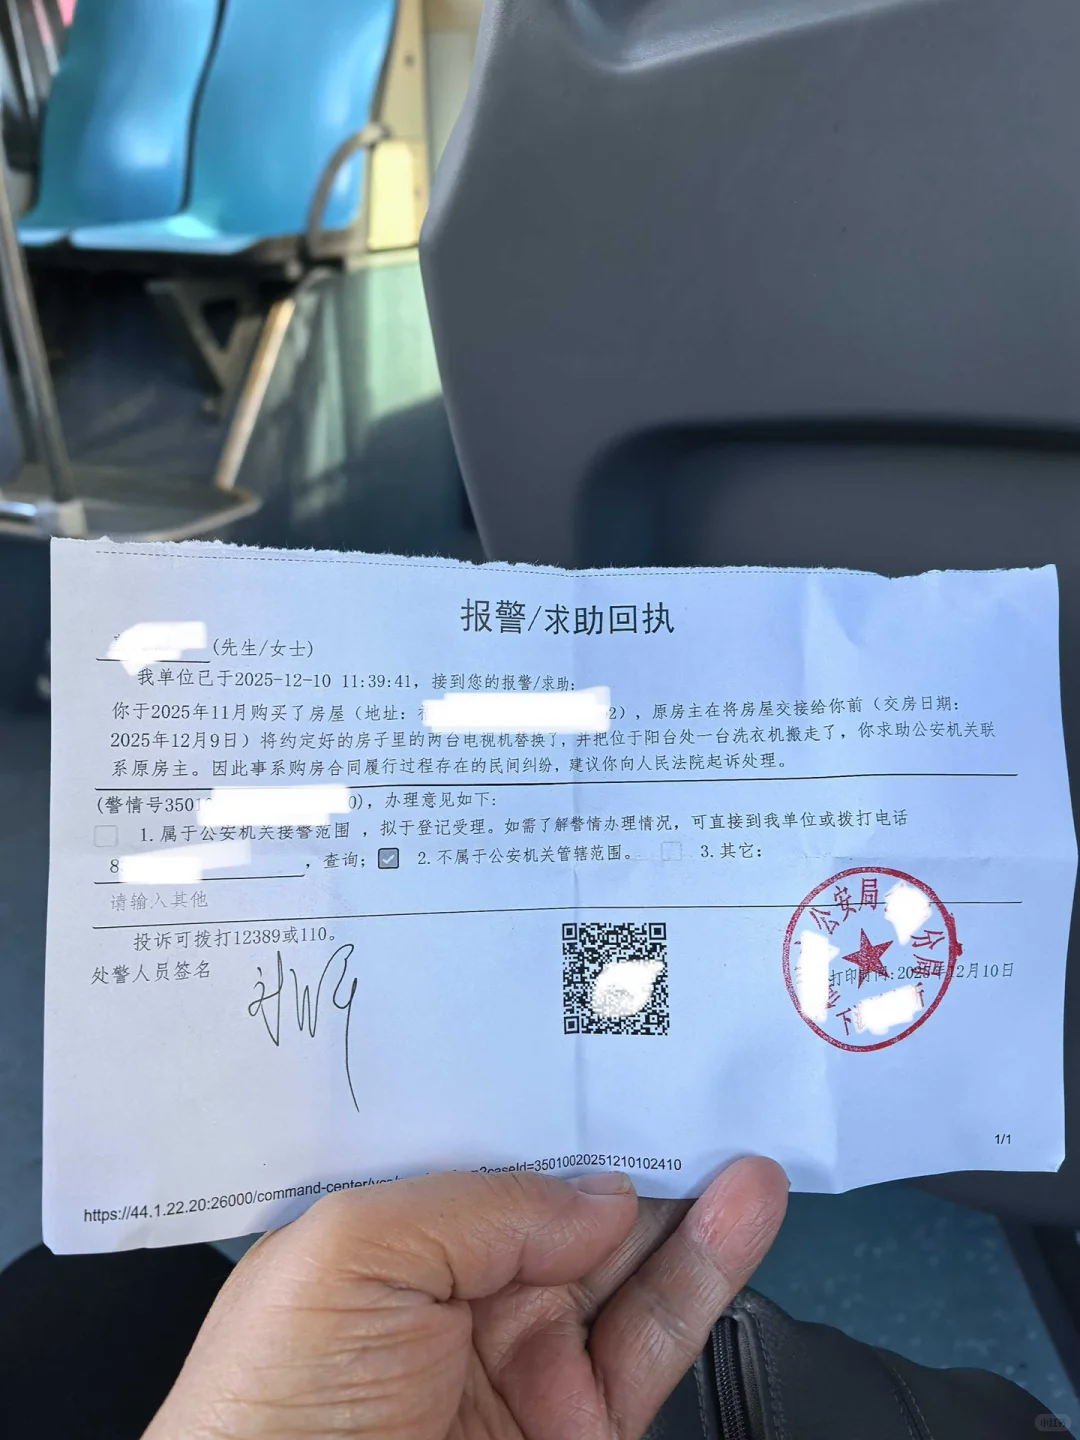 报警/求助回执
(先生/女士)
我单位已于2025-12-10 11:39:41，接到您的报警/求助:
你于2025年11月购买了房屋（地址: 2），原房主在将房屋交接给你前（交房日期:
2025年12月9日）将约定好的房子里的两台电视机替换了，并把位于阳台处一台洗衣机搬走了，你求助公安机关联
系原房主。因此事系购房合同履行过程存在的民间纠纷，建议你向人民法院起诉处理。
(警情号3501 0)，办理意见如下:
1.属于公安机关接警范围 ，拟于登记受理。如需了解警情办理情况，可直接到我单位或拨打电话
8 ，查询; 2.不属于公安机关管辖范围。 3.其它:
请输入其他
投诉可拨打12389或110。
处警人员签名
公安局 分局
下 所
打印时间:2025年12月10日
1/1
https://44.1.22.20:26000/command-center/ ?caseId=35010020251210102410
小红书